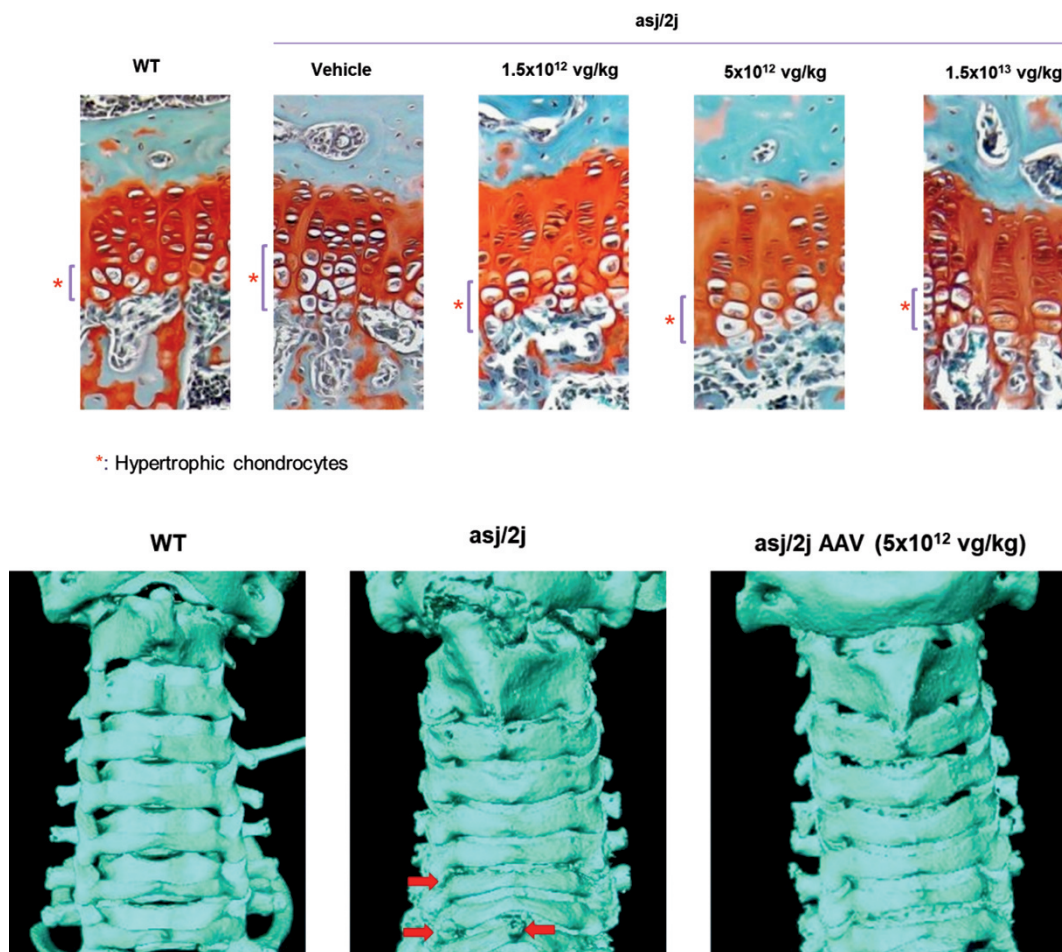 asj/2j
WT
Vehicle
1.5x10¹² vg/kg
5x10¹² vg/kg
1.5x10¹³ vg/kg
*
*
*
*
*
*: Hypertrophic chondrocytes
WT
asj/2j
asj/2j AAV (5x10¹² vg/kg)